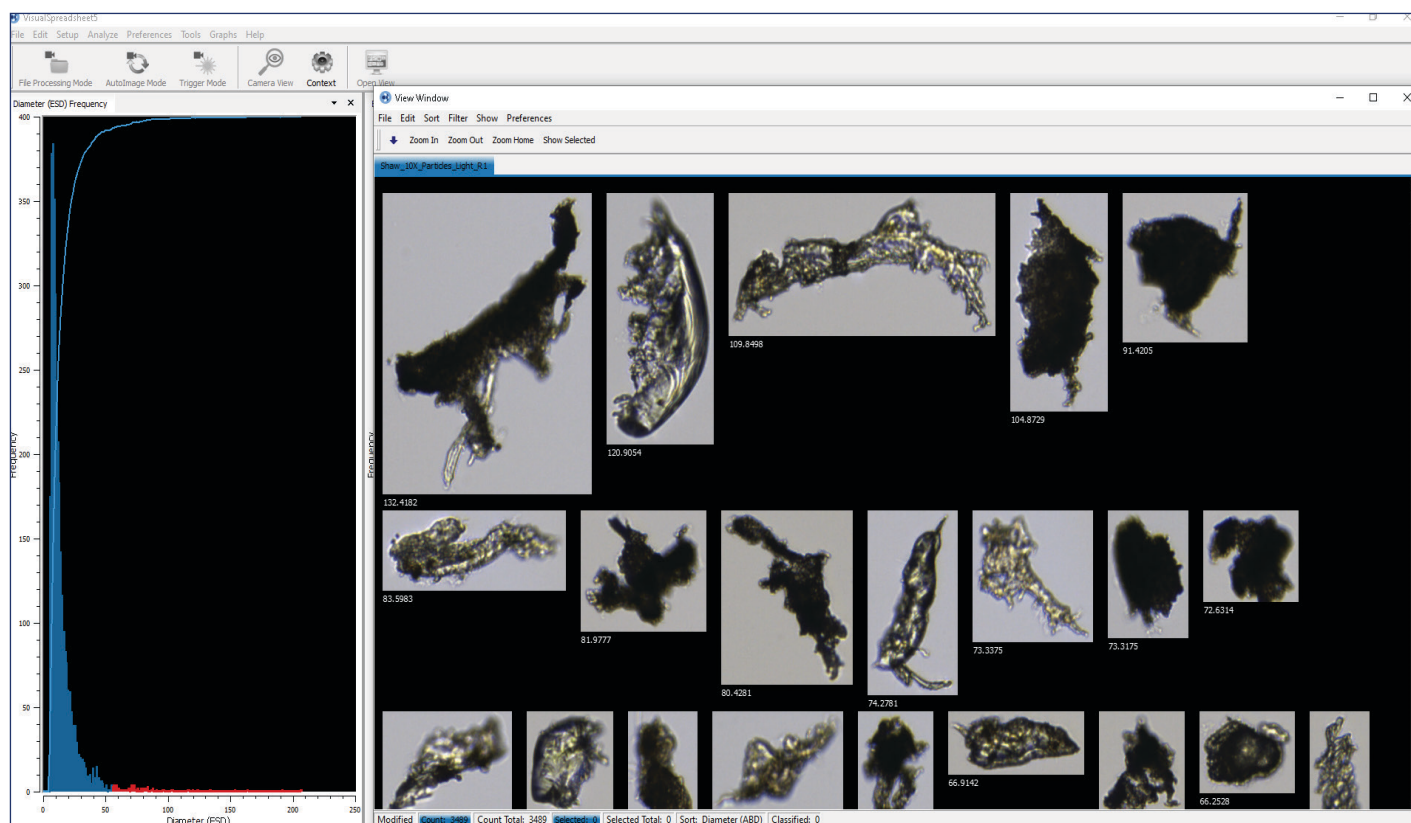 VisualSpreadsheet5
File Edit Setup Analyze Preferences Tools Graphs Help
File Processing Mode AutoImage Mode Trigger Mode Camera View Context Open View
Diameter (ESD) Frequency
View Window
File Edit Sort Filter Show Preferences
Zoom In Zoom Out Zoom Home Show Selected
Shaw_10X_Particles_Light_R1
400
350
300
250
200
150
100
50
0
Frequency
0 50 100 150 200 250
Diameter (ESD)
Frequency
132.4182
120.9054
109.8498
104.8729
91.4205
83.5983
81.9777
80.4281
74.2781
73.3375
73.3175
72.6314
66.9142
66.2528
Modified Count: 3489 Count Total: 3489 Selected: 0 Selected Total: 0 Sort: Diameter (ABD) Classified: 0